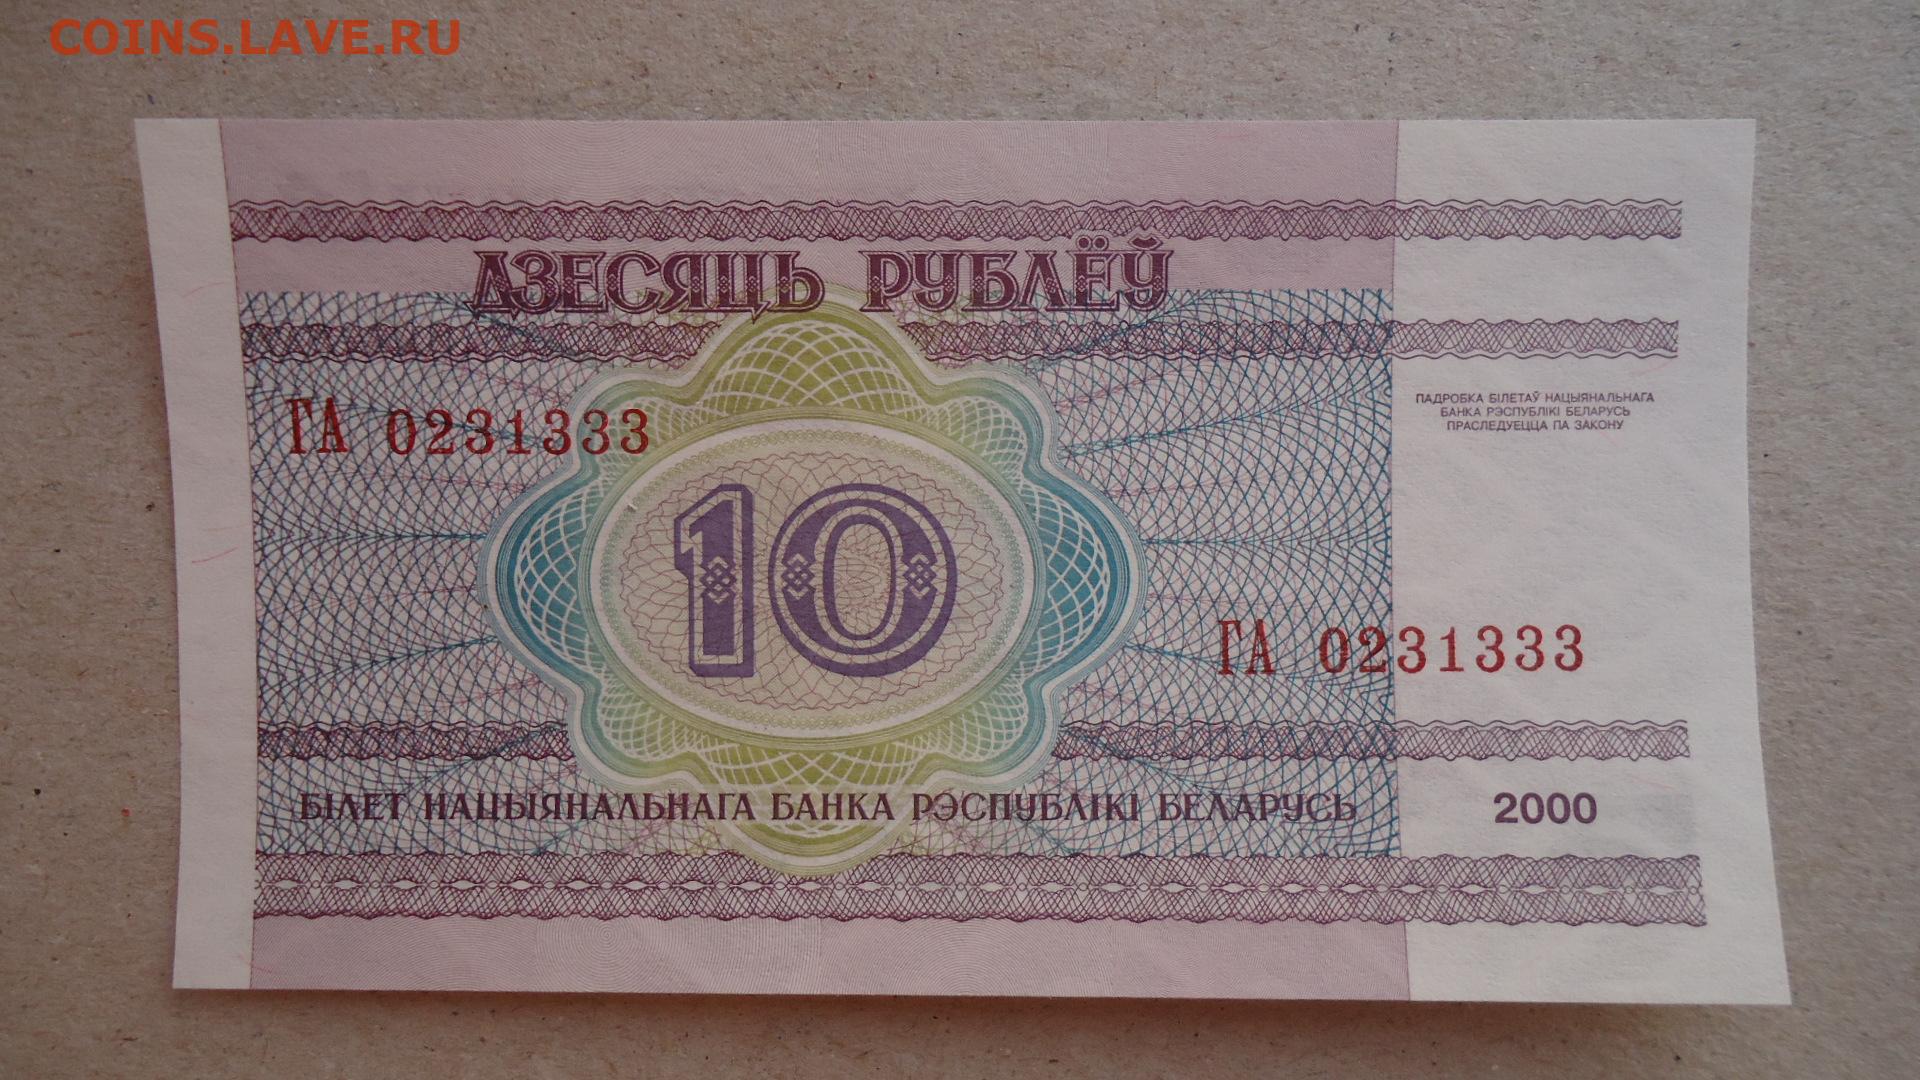 COINS.LAVE.RU
ДЗЕСЯЦЬ РУБЛЁЎ
ПАДРОБКА БІЛЕТАЎ НАЦЫЯНАЛЬНАГА
БАНКА РЭСПУБЛІКІ БЕЛАРУСЬ
ПРАСЛЕДУЕЦЦА ПА ЗАКОНУ
ГА 0231333
10
ГА 0231333
БІЛЕТ НАЦЫЯНАЛЬНАГА БАНКА РЭСПУБЛІКІ БЕЛАРУСЬ
2000